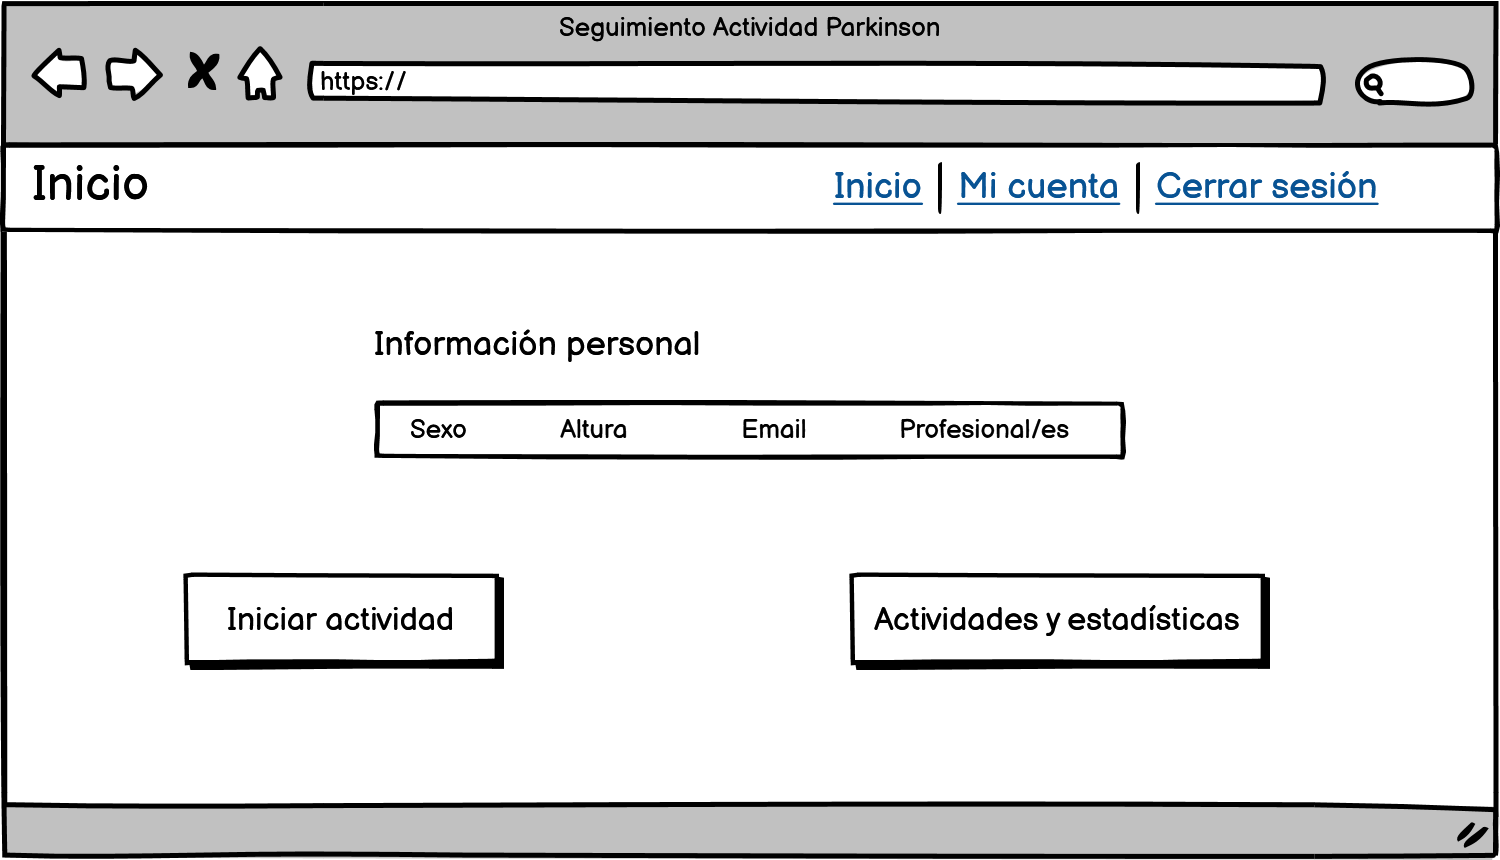 Seguimiento Actividad Parkinson
https://
Inicio
Inicio | Mi cuenta | Cerrar sesión
Información personal
Sexo Altura Email Profesional/es
Iniciar actividad
Actividades y estadísticas